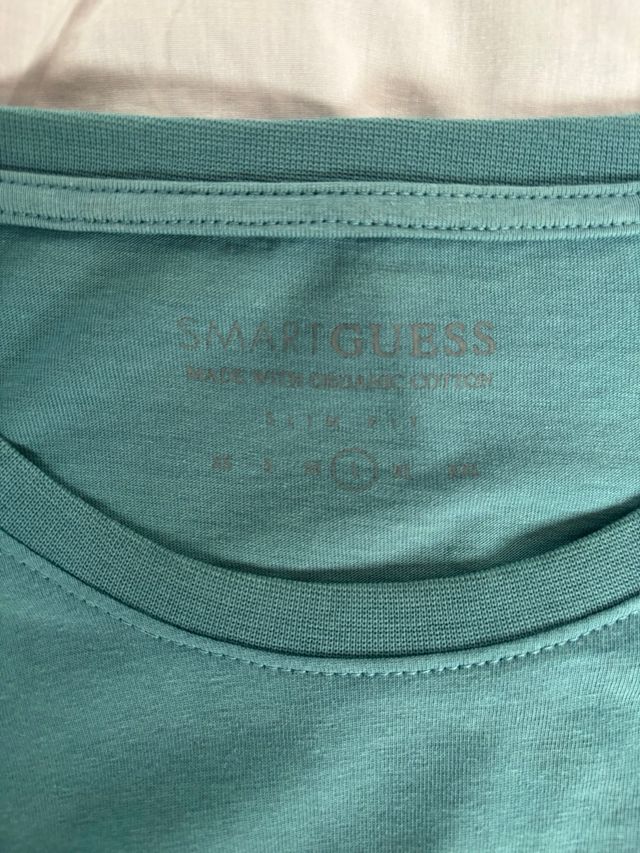 SMARTGUESS
MADE WITH ORGANIC COTTON
SLIM FIT
XS S M L XL XXL